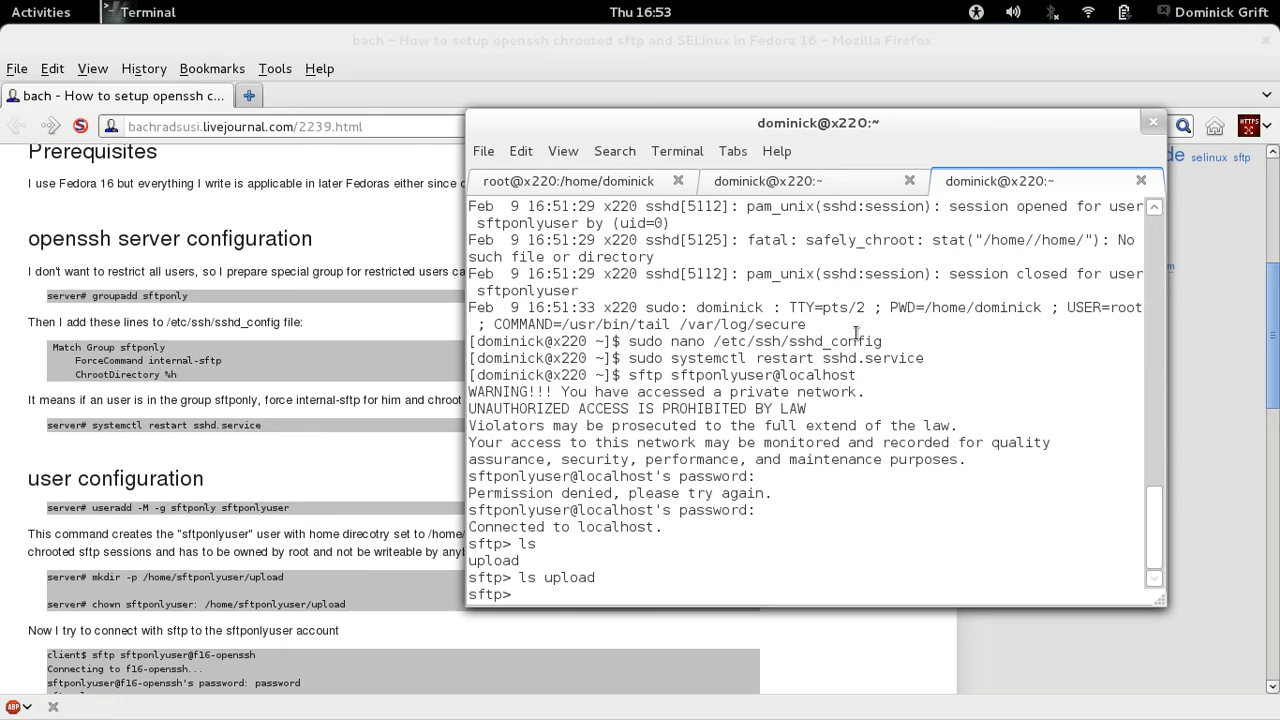 Activities
Terminal
Thu 16:53
Dominick Grift
bach - How to setup openssh chrooted sftp and SELinux in Fedora 16 - Mozilla Firefox
File Edit View History Bookmarks Tools Help
bach - How to setup openssh c...
bachradsusi.livejournal.com/2239.html
Prerequisites
I use Fedora 16 but everything I write is applicable in later Fedoras either since
openssh server configuration
I don't want to restrict all users, so I prepare special group for restricted users
server# groupadd sftponly
Then I add these lines to /etc/ssh/sshd_config file:
Match Group sftponly
ForceCommand internal-sftp
ChrootDirectory %h
It means if an user is in the group sftponly, force internal-sftp for him and chroot
server# systemctl restart sshd.service
user configuration
server# useradd -M -g sftponly sftponlyuser
This command creates the "sftponlyuser" user with home direcotry set to /home/
chrooted sftp sessions and has to be owned by root and not be writeable by
server# mkdir -p /home/sftponlyuser/upload
server# chown sftponlyuser: /home/sftponlyuser/upload
Now I try to connect with sftp to the sftponlyuser account
client$ sftp sftponlyuser@f16-openssh
Connecting to f16-openssh...
sftponlyuser@f16-openssh's password: password
selinux sftp
dominick@x220:~
File Edit View Search Terminal Tabs Help
root@x220:/home/dominick
dominick@x220:~
dominick@x220:~
Feb  9 16:51:29 x220 sshd[5112]: pam_unix(sshd:session): session opened for user
sftponlyuser by (uid=0)
Feb  9 16:51:29 x220 sshd[5125]: fatal: safely_chroot: stat("/home//home/"): No
such file or directory
Feb  9 16:51:29 x220 sshd[5112]: pam_unix(sshd:session): session closed for user
sftponlyuser
Feb  9 16:51:33 x220 sudo: dominick : TTY=pts/2 ; PWD=/home/dominick ; USER=root
; COMMAND=/usr/bin/tail /var/log/secure
[dominick@x220 ~]$ sudo nano /etc/ssh/sshd_config
[dominick@x220 ~]$ sudo systemctl restart sshd.service
[dominick@x220 ~]$ sftp sftponlyuser@localhost
WARNING!!! You have accessed a private network.
UNAUTHORIZED ACCESS IS PROHIBITED BY LAW
Violators may be prosecuted to the full extend of the law.
Your access to this network may be monitored and recorded for quality
assurance, security, performance, and maintenance purposes.
sftponlyuser@localhost's password:
Permission denied, please try again.
sftponlyuser@localhost's password:
Connected to localhost.
sftp> ls
upload
sftp> ls upload
sftp>